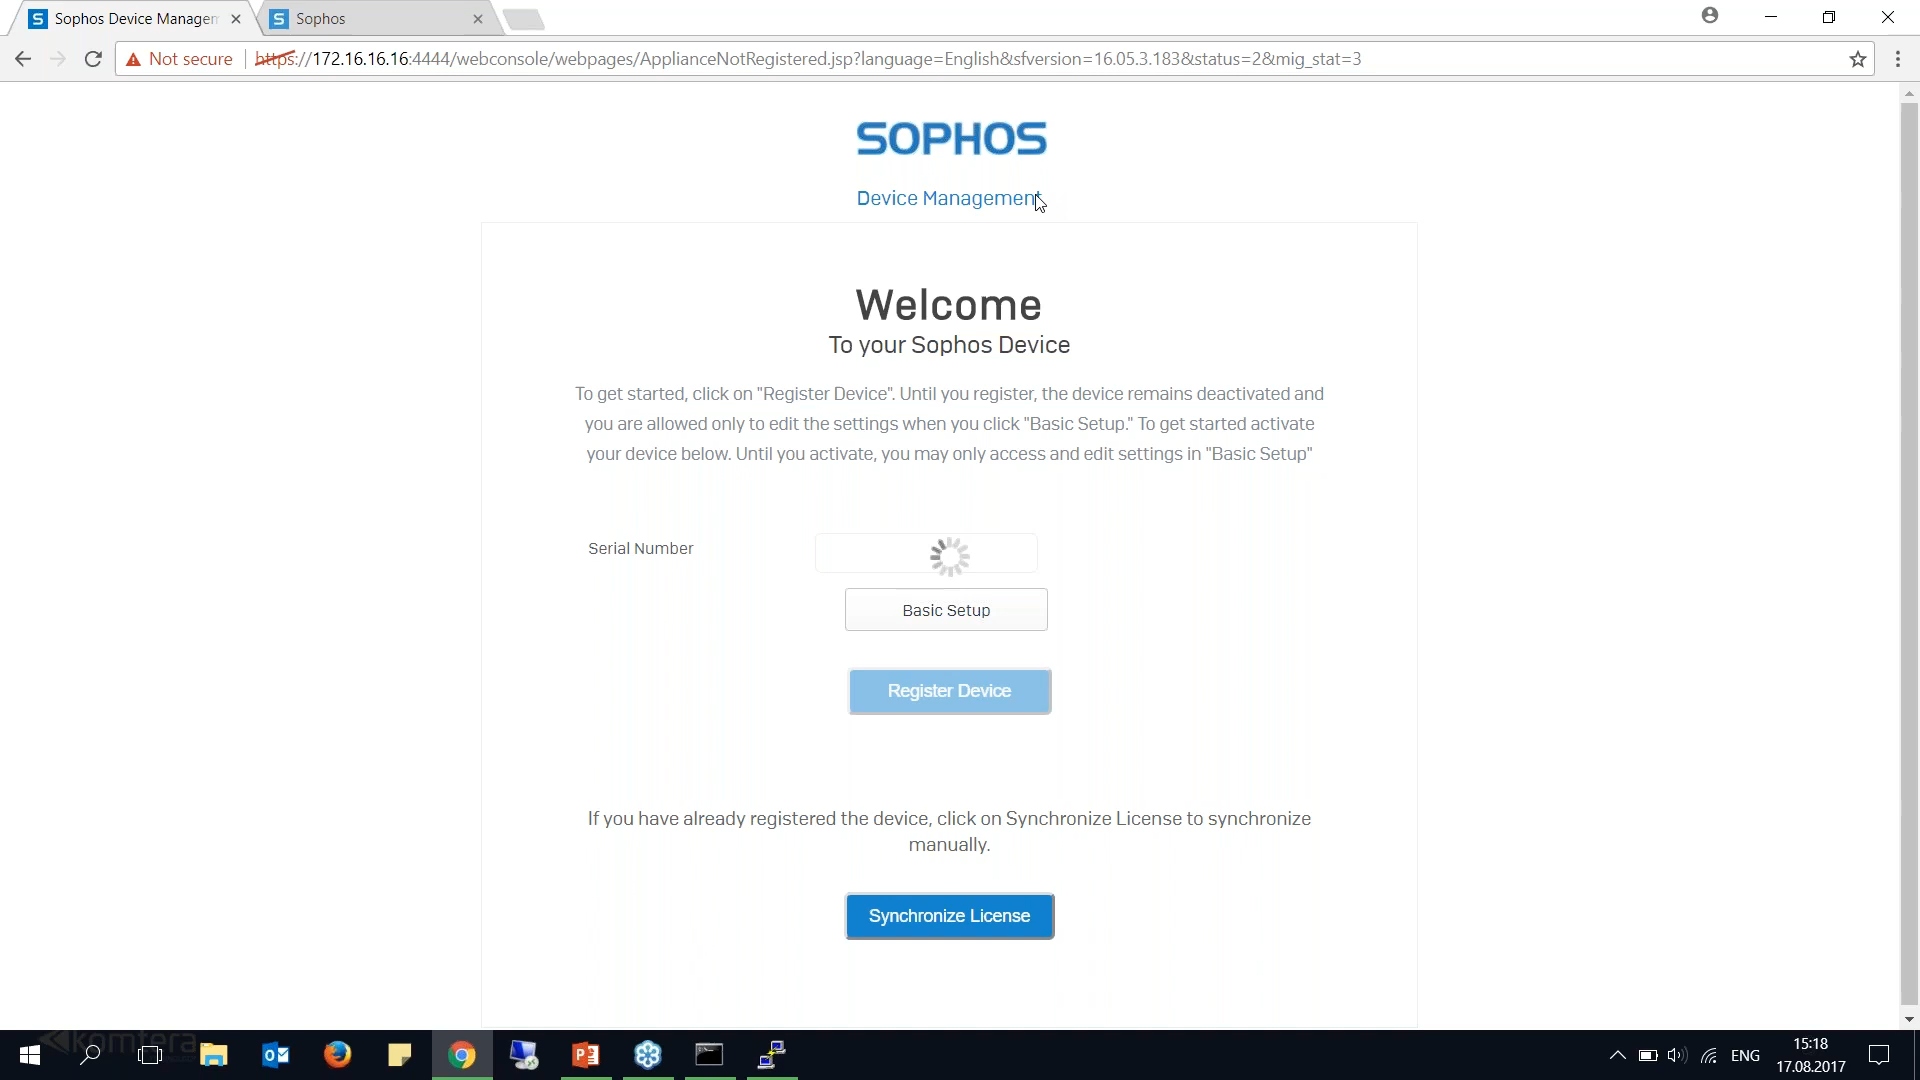 Sophos Device Managem
Sophos
Not secure
https://172.16.16.16:4444/webconsole/webpages/ApplianceNotRegistered.jsp?language=English&sfversion=16.05.3.183&status=2&mig_stat=3
SOPHOS
Device Management
Welcome
To your Sophos Device
To get started, click on "Register Device". Until you register, the device remains deactivated and
you are allowed only to edit the settings when you click "Basic Setup." To get started activate
your device below. Until you activate, you may only access and edit settings in "Basic Setup"
Serial Number
Basic Setup
Register Device
If you have already registered the device, click on Synchronize License to synchronize
manually.
Synchronize License
komtera
ENG
15:18
17.08.2017